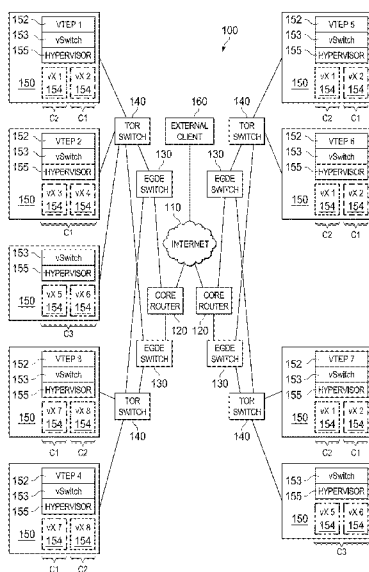 100
152
VTEP 1
153
vSwitch
155
HYPERVISOR
150
vX 1
154
vX 2
154
C2
C1
152
VTEP 2
153
vSwitch
155
HYPERVISOR
150
vX 3
154
vX 4
154
C1
153
vSwitch
155
HYPERVISOR
150
vX 5
154
vX 6
154
C3
152
VTEP 3
153
vSwitch
155
HYPERVISOR
150
vX 7
154
vX 8
154
C1
C2
152
VTEP 4
153
vSwitch
155
HYPERVISOR
150
vX 7
154
vX 8
154
C1
C2
140
TOR
SWITCH
160
EXTERNAL
CLIENT
140
TOR
SWITCH
130
EGDE
SWITCH
130
EGDE
SWITCH
110
INTERNET
CORE
ROUTER
120
CORE
ROUTER
120
EGDE
SWITCH
130
EGDE
SWITCH
130
TOR
SWITCH
140
TOR
SWITCH
140
152
VTEP 5
153
vSwitch
155
HYPERVISOR
150
vX 1
154
vX 2
154
C2
C1
152
VTEP 6
153
vSwitch
155
HYPERVISOR
150
vX 1
154
vX 2
154
C2
C1
152
VTEP 7
153
vSwitch
155
HYPERVISOR
150
vX 1
154
vX 2
154
C2
C1
153
vSwitch
155
HYPERVISOR
150
vX 5
154
vX 6
154
C3